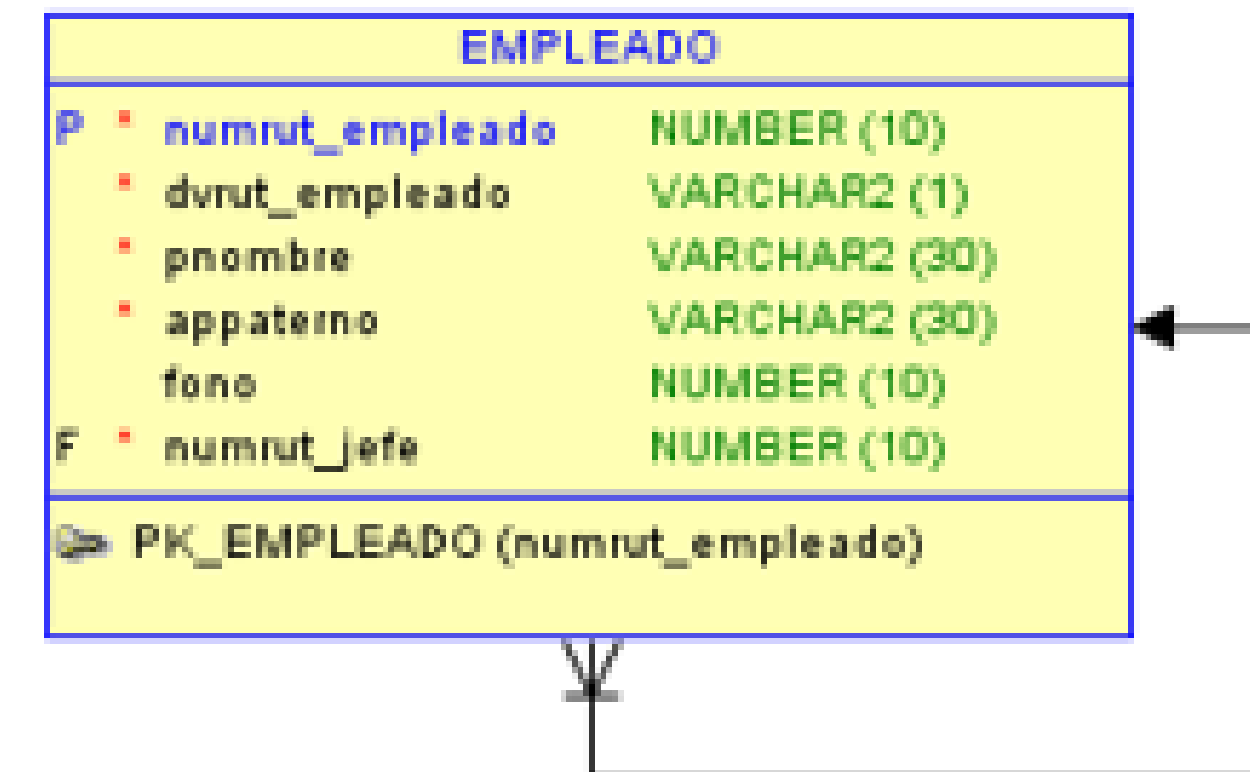 EMPLEADO
P * numrut_empleado NUMBER (10)
* dvrut_empleado VARCHAR2 (1)
* pnombre VARCHAR2 (30)
* appaterno VARCHAR2 (30)
fono NUMBER (10)
F * numrut_jefe NUMBER (10)
PK_EMPLEADO (numrut_empleado)